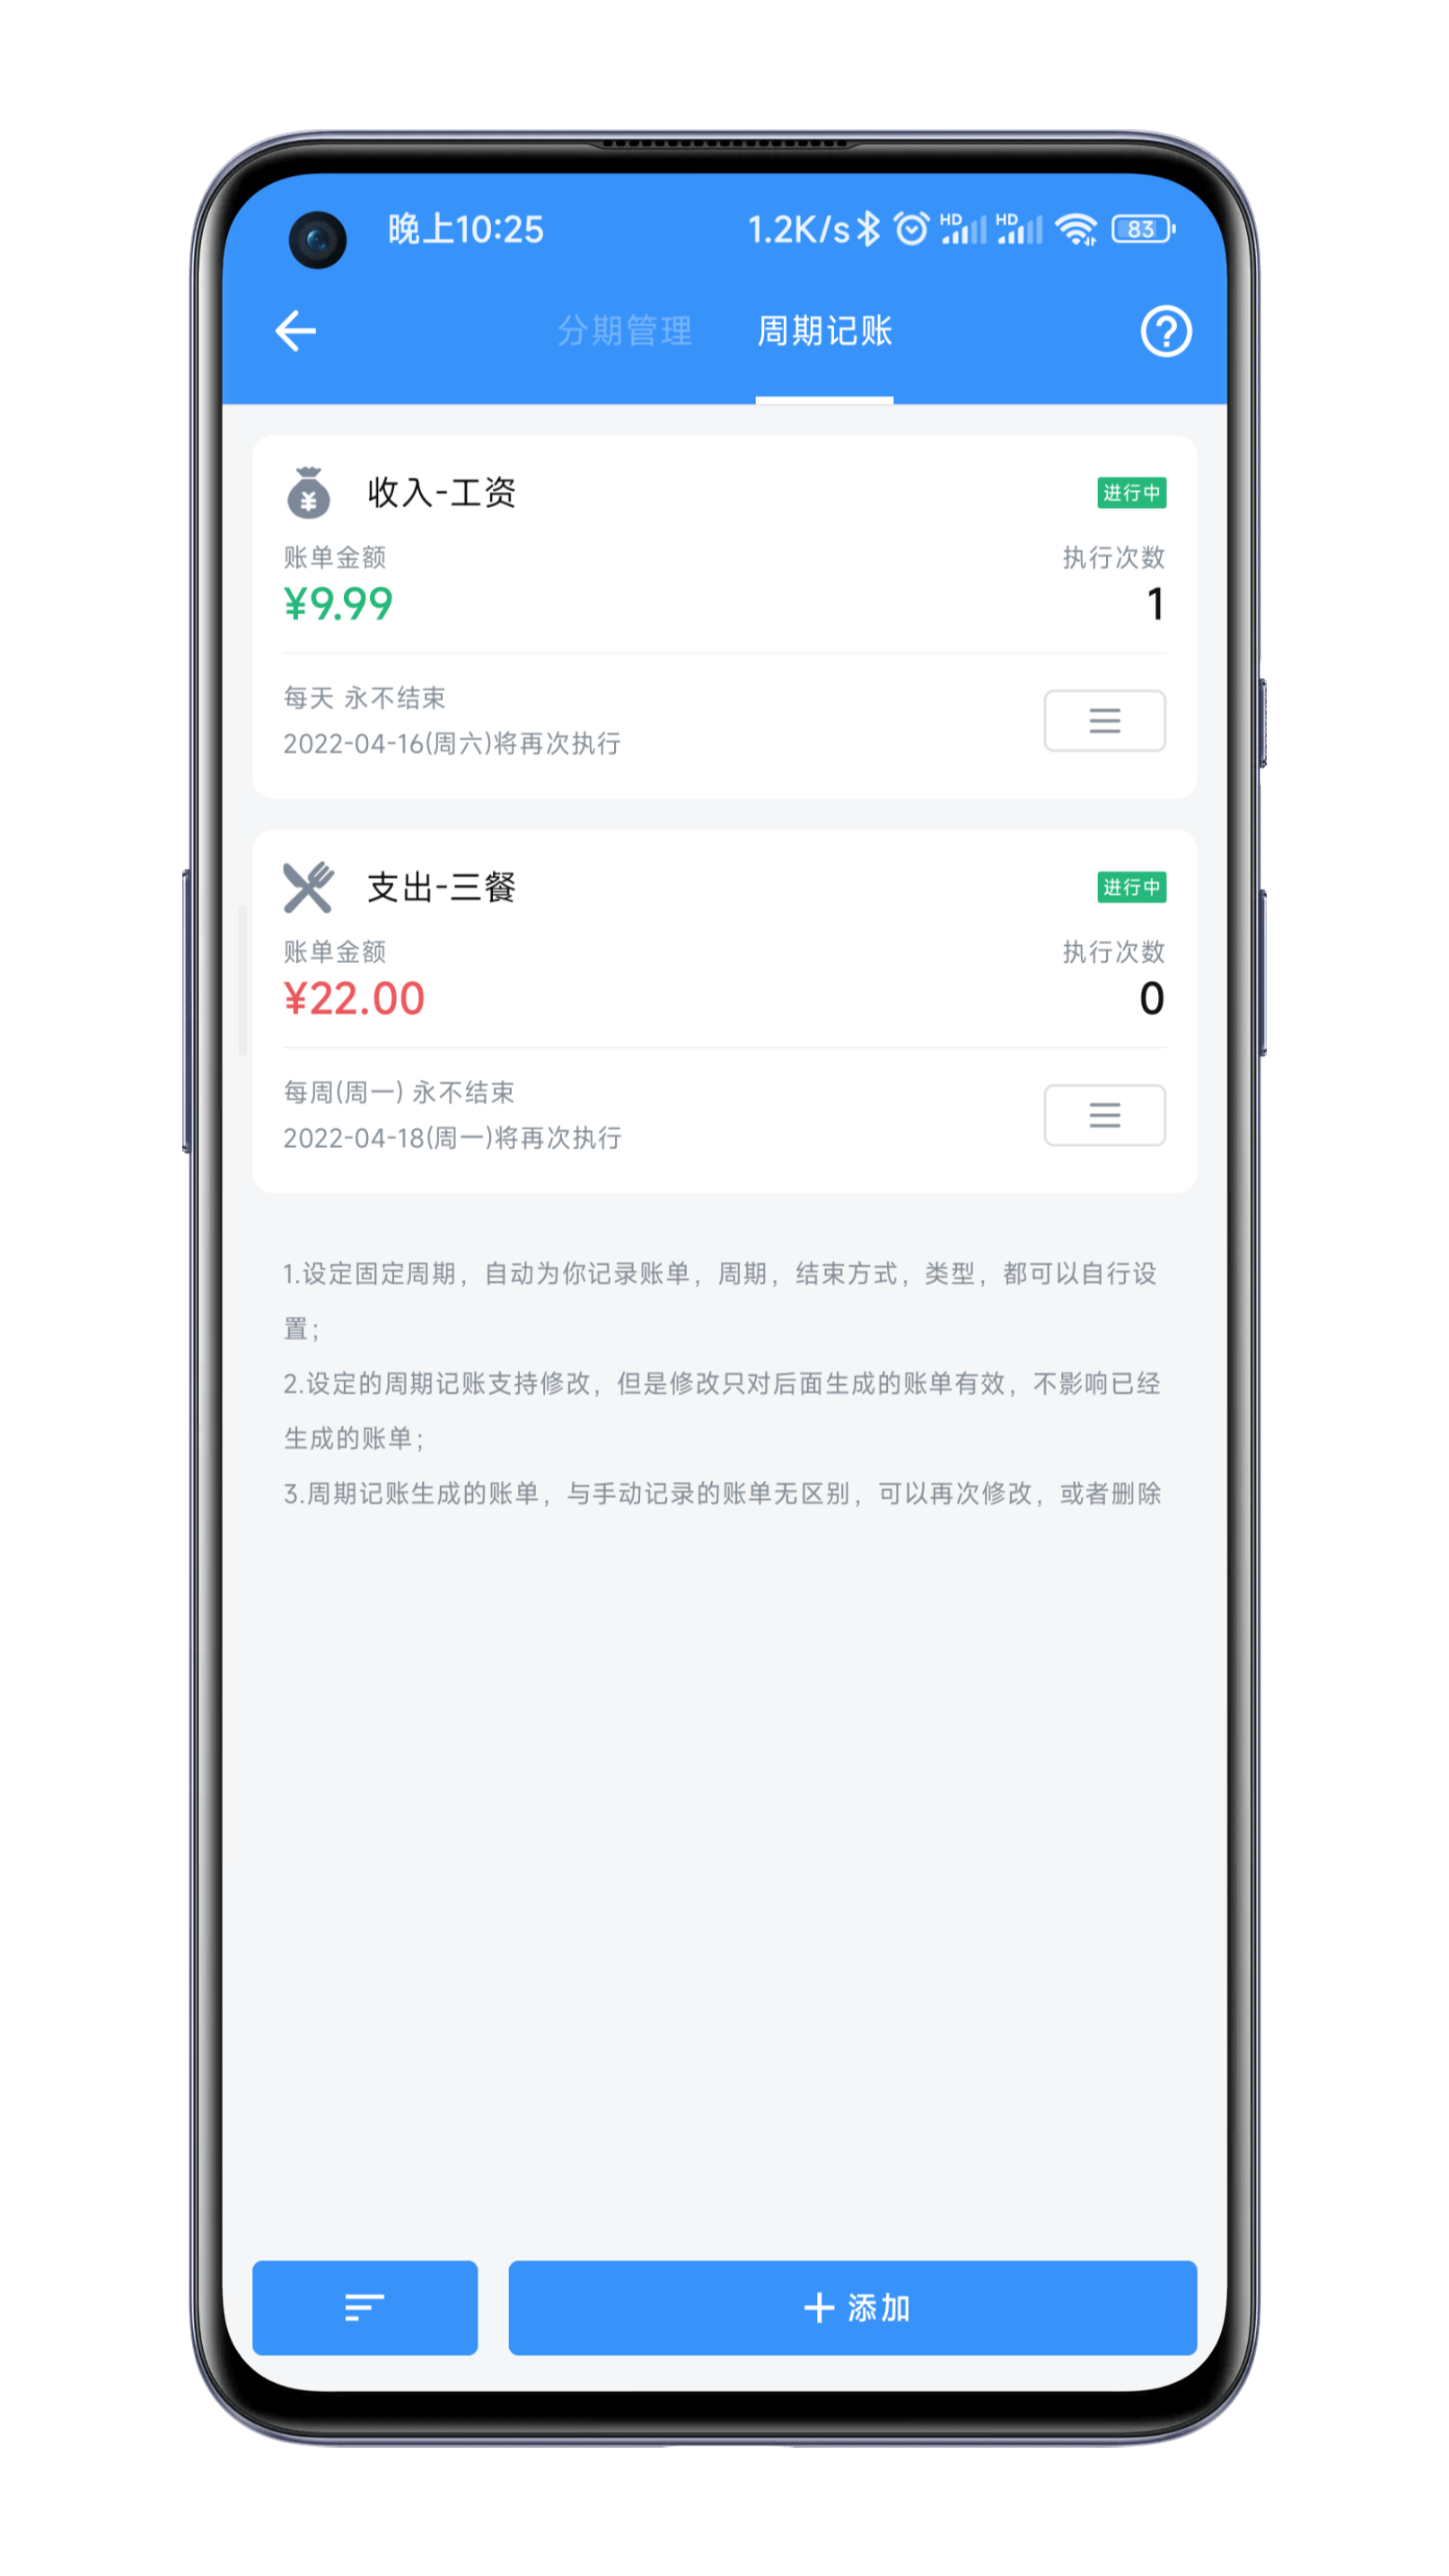 晚上10:25 1.2K/s HD HD 83
分期管理 周期记账
收入-工资 进行中
账单金额 执行次数
¥9.99 1
每天 永不结束
2022-04-16(周六)将再次执行
支出-三餐 进行中
账单金额 执行次数
¥22.00 0
每周(周一) 永不结束
2022-04-18(周一)将再次执行
1.设定固定周期，自动为你记录账单，周期，结束方式，类型，都可以自行设
置；
2.设定的周期记账支持修改，但是修改只对后面生成的账单有效，不影响已经
生成的账单；
3.周期记账生成的账单，与手动记录的账单无区别，可以再次修改，或者删除
添加